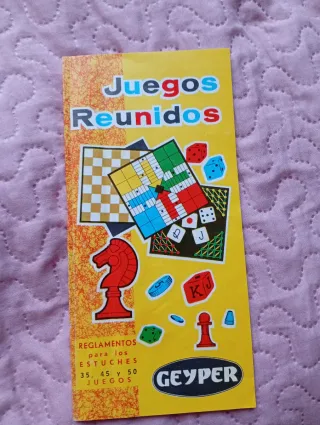 Juegos
Reunidos
Q J
K J
REGLAMENTOS
para los
ESTUCHES
35, 45 y 50
JUEGOS
GEYPER